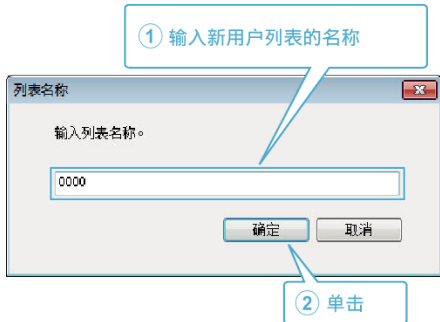 ① 输入新用户列表的名称
列表名称
输入列表名称。
0000
确定
取消
② 单击